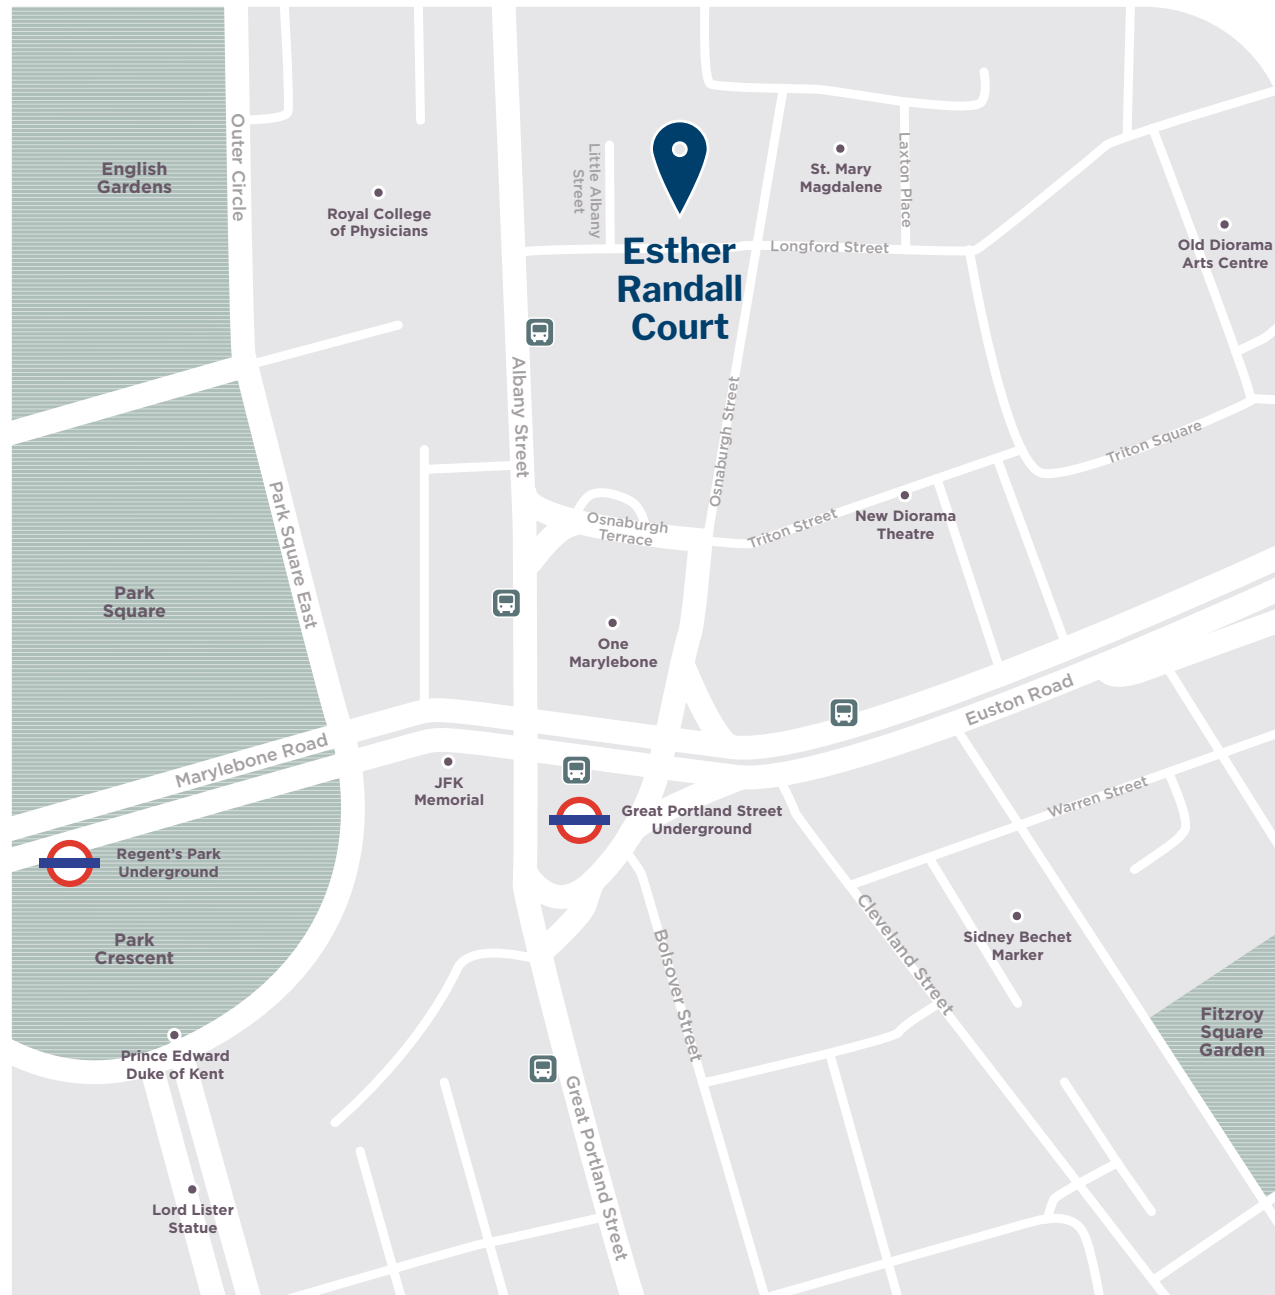 Outer Circle
English
Gardens
Royal College
of Physicians
Little Albany
Street
Esther
Randall
Court
St. Mary
Magdalene
Laxton Place
Longford Street
Old Diorama
Arts Centre
Albany Street
Osnaburgh Street
Triton Square
Park Square East
Osnaburgh
Terrace
Triton Street
New Diorama
Theatre
Park
Square
One
Marylebone
Euston Road
Marylebone Road
JFK
Memorial
Great Portland Street
Underground
Warren Street
Regent's Park
Underground
Park
Crescent
Cleveland Street
Sidney Bechet
Marker
Bolsover Street
Fitzroy
Square
Garden
Prince Edward
Duke of Kent
Great Portland Street
Lord Lister
Statue